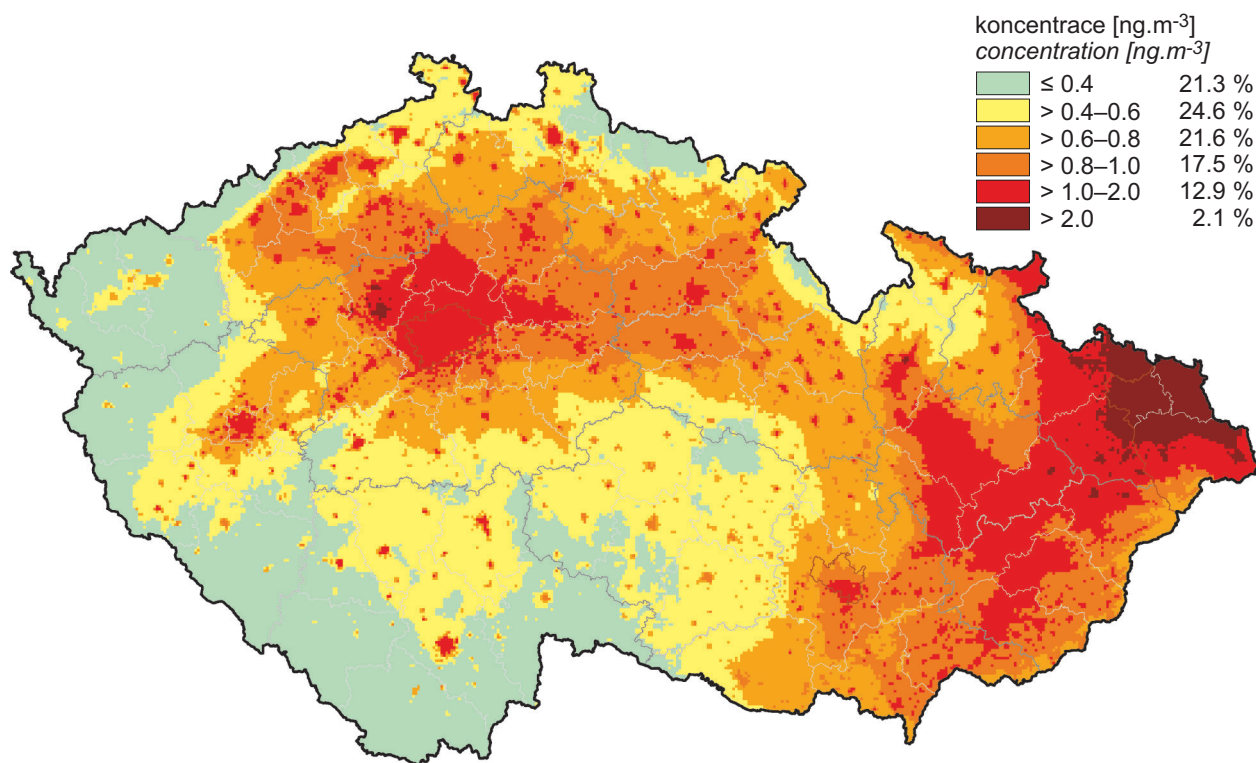 koncentrace [ng.m-3]
concentration [ng.m-3]
≤ 0.4 21.3 %
> 0.4–0.6 24.6 %
> 0.6–0.8 21.6 %
> 0.8–1.0 17.5 %
> 1.0–2.0 12.9 %
> 2.0 2.1 %